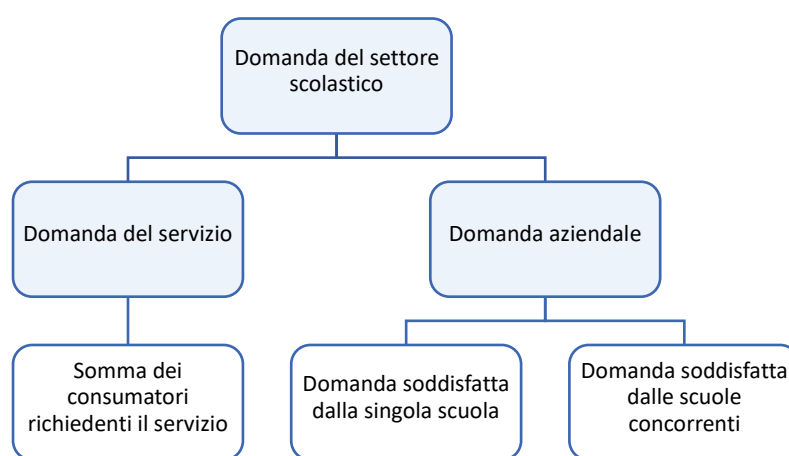 Domanda del settore
scolastico
Domanda del servizio
Domanda aziendale
Somma dei
consumatori
richiedenti il servizio
Domanda soddisfatta
dalla singola scuola
Domanda soddisfatta
dalle scuole
concorrenti